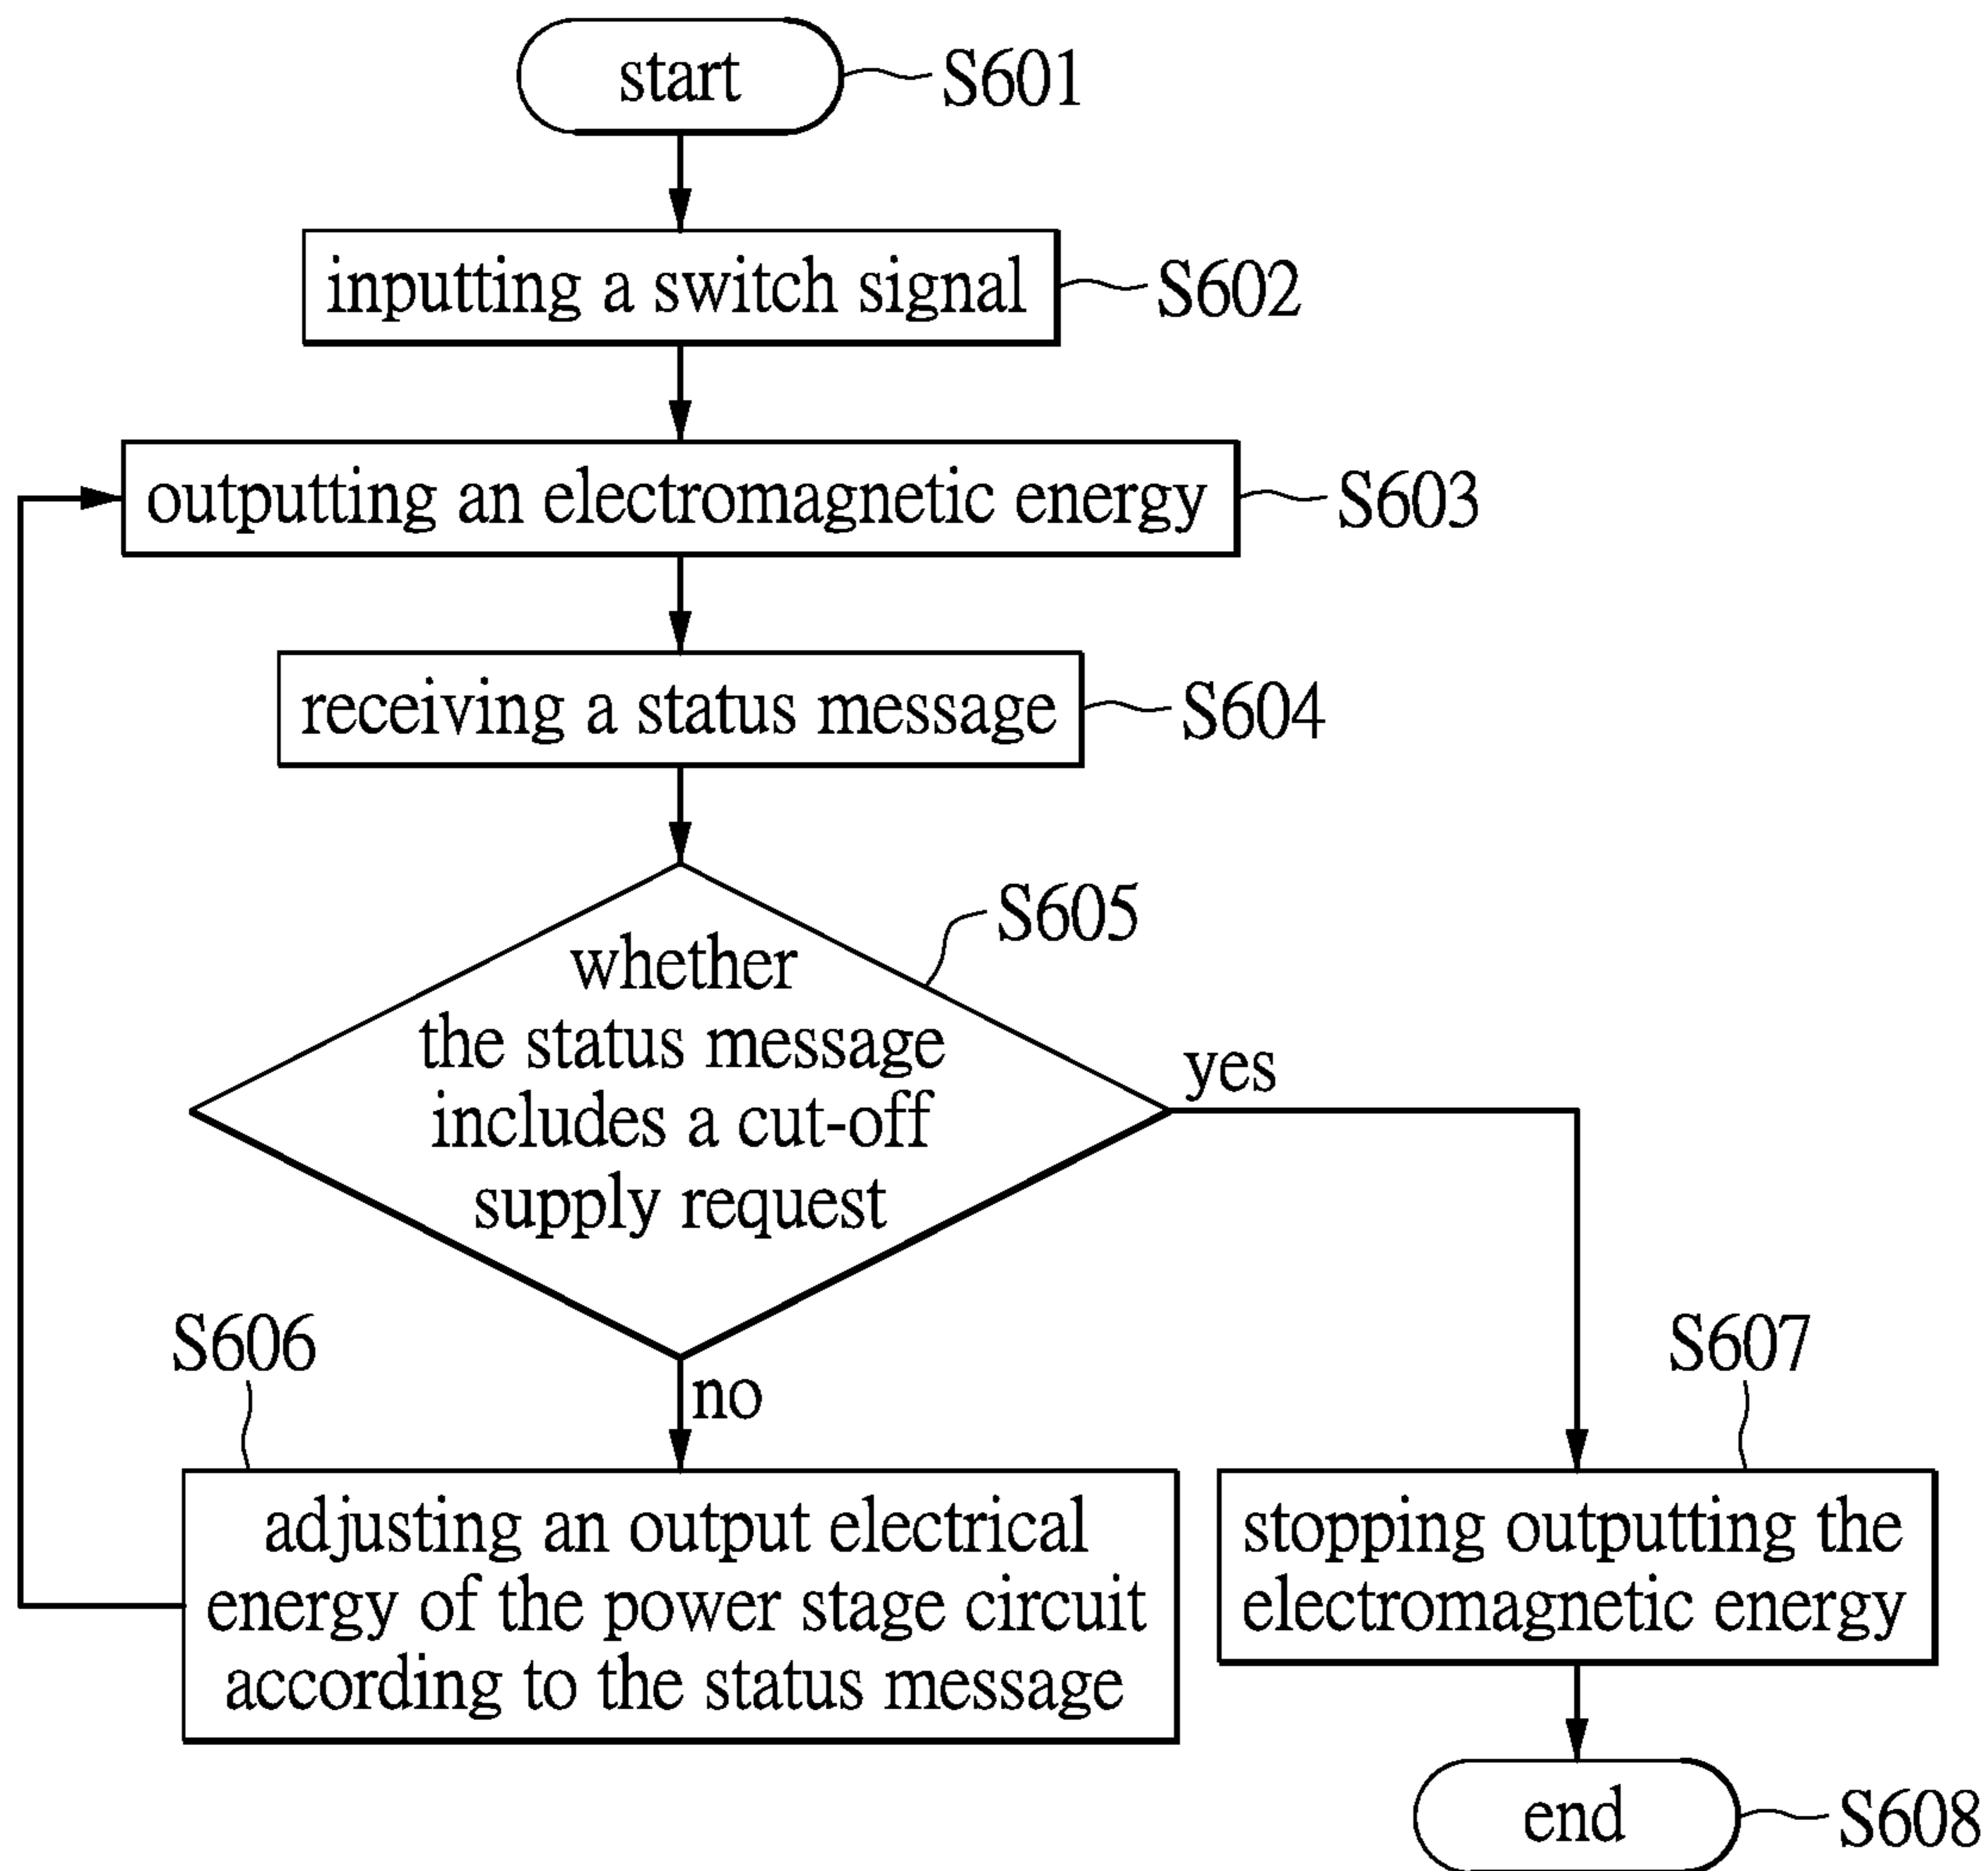 start
S601
inputting a switch signal
S602
outputting an electromagnetic energy
S603
receiving a status message
S604
S605
whether
the status message
includes a cut-off
supply request
yes
no
S606
adjusting an output electrical
energy of the power stage circuit
according to the status message
S607
stopping outputting the
electromagnetic energy
end
S608